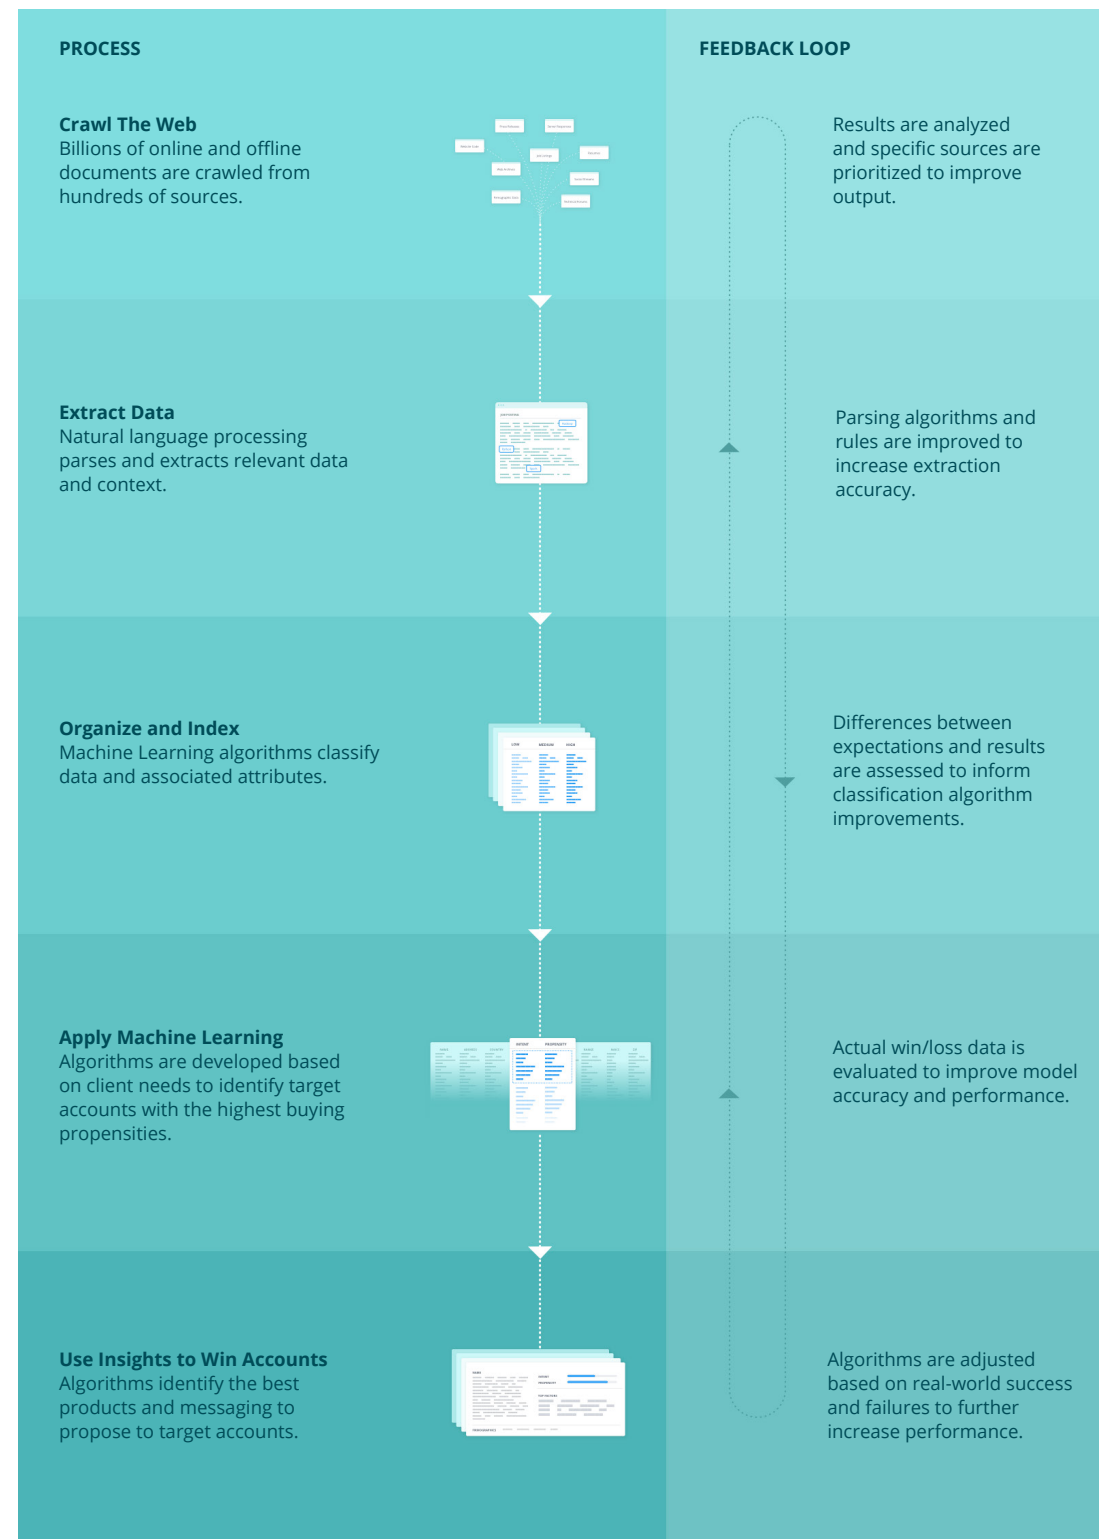 PROCESS
FEEDBACK LOOP
Crawl The Web
Billions of online and offline
documents are crawled from
hundreds of sources.
Results are analyzed
and specific sources are
prioritized to improve
output.
Extract Data
Natural language processing
parses and extracts relevant data
and context.
Parsing algorithms and
rules are improved to
increase extraction
accuracy.
Organize and Index
Machine Learning algorithms classify
data and associated attributes.
LOW MEDIUM HIGH
Differences between
expectations and results
are assessed to inform
classification algorithm
improvements.
Apply Machine Learning
Algorithms are developed based
on client needs to identify target
accounts with the highest buying
propensities.
INTENT PROPENSITY
Actual win/loss data is
evaluated to improve model
accuracy and performance.
Use Insights to Win Accounts
Algorithms identify the best
products and messaging to
propose to target accounts.
INTENT
PROPENSITY
Algorithms are adjusted
based on real-world success
and failures to further
increase performance.